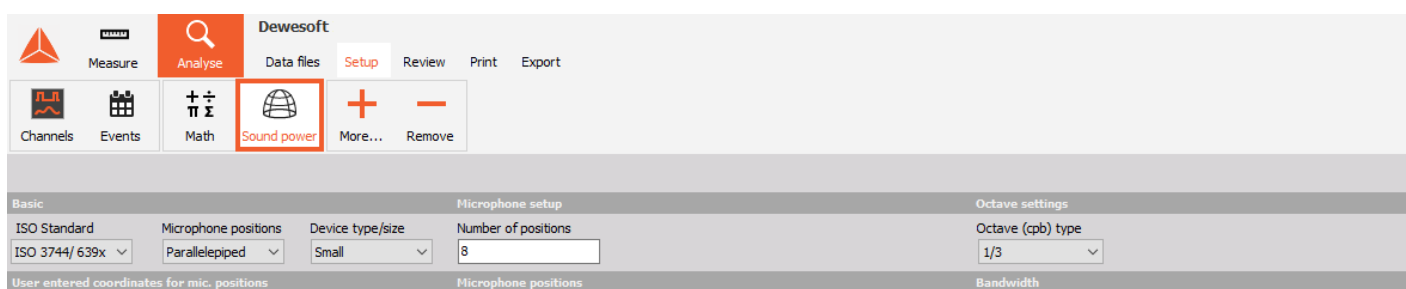 Dewesoft
Measure Analyse Data files Setup Review Print Export
Channels Events Math Sound power More... Remove
Basic Microphone setup Octave settings
ISO Standard Microphone positions Device type/size Number of positions Octave (cpb) type
ISO 3744/ 639x Parallelepiped Small 8 1/3
User entered coordinates for mic. positions Microphone positions Bandwidth